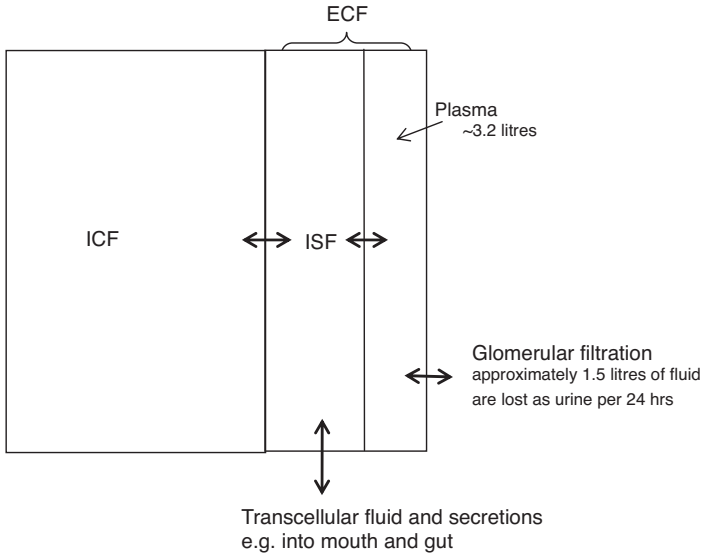 ECF
Plasma
~3.2 litres
ICF
ISF
Glomerular filtration
approximately 1.5 litres of fluid
are lost as urine per 24 hrs
Transcellular fluid and secretions
e.g. into mouth and gut